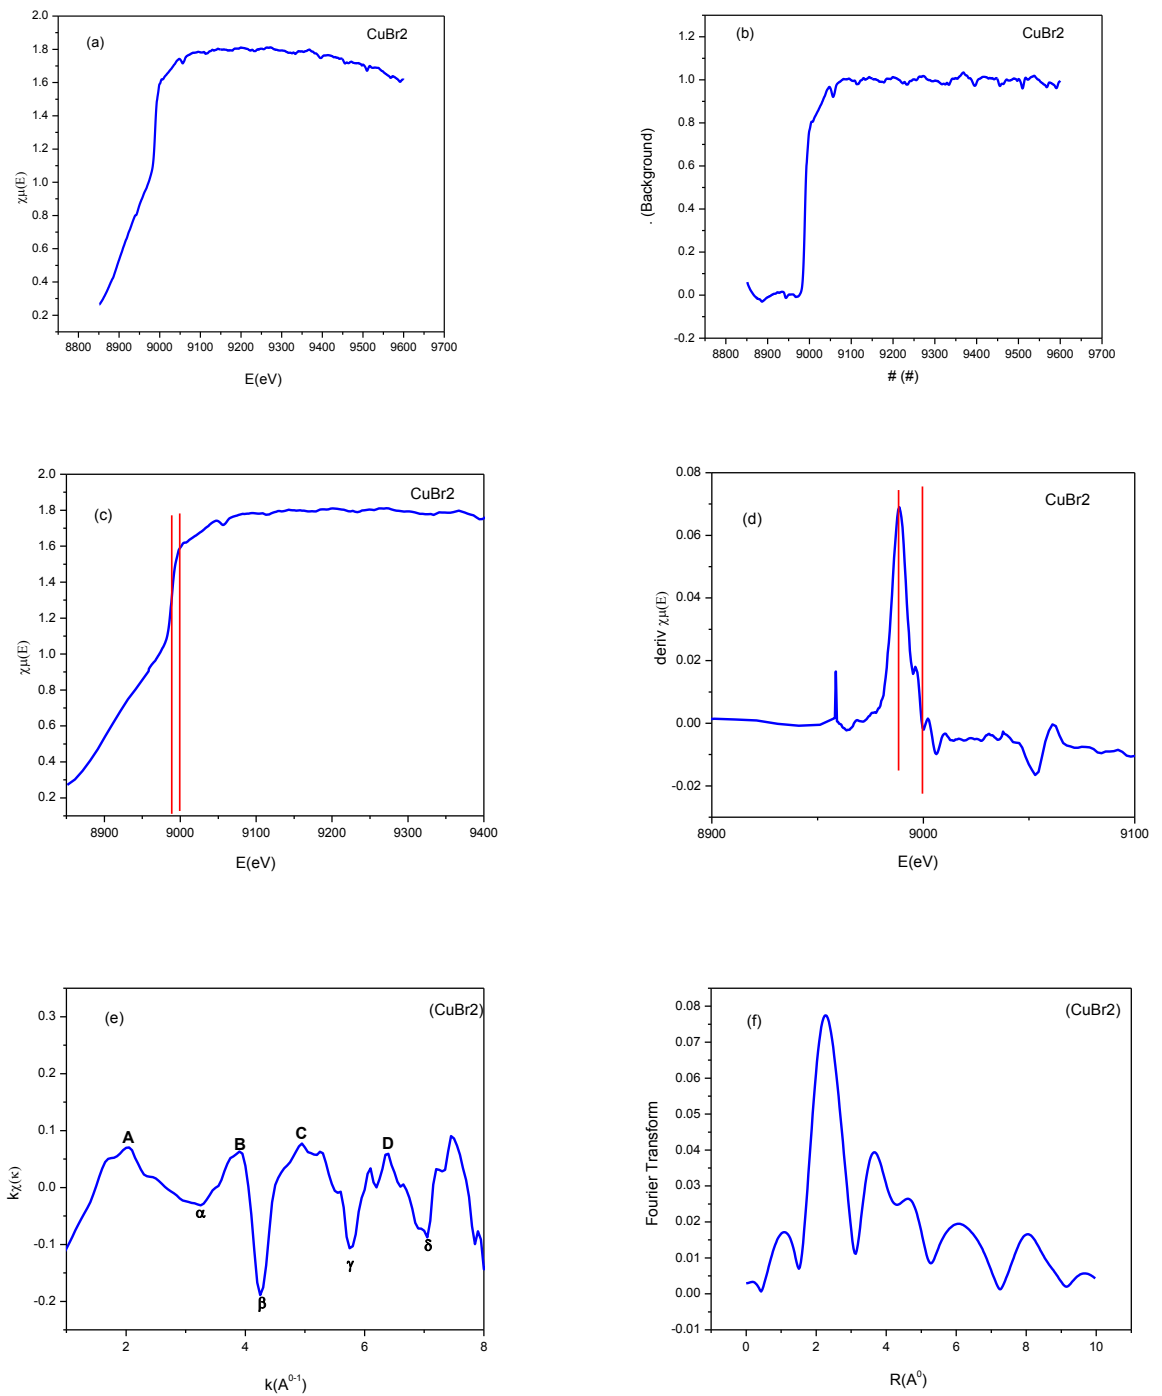 (a)
CuBr2
χμ(E)
2.0
1.8
1.6
1.4
1.2
1.0
0.8
0.6
0.4
0.2
8800 8900 9000 9100 9200 9300 9400 9500 9600 9700
E(eV)
(b)
CuBr2
. (Background)
1.2
1.0
0.8
0.6
0.4
0.2
0.0
-0.2
8800 8900 9000 9100 9200 9300 9400 9500 9600 9700
# (#)
(c)
CuBr2
χμ(E)
2.0
1.8
1.6
1.4
1.2
1.0
0.8
0.6
0.4
0.2
8900 9000 9100 9200 9300 9400
E(eV)
(d)
CuBr2
deriv χμ(E)
0.08
0.06
0.04
0.02
0.00
-0.02
8900 9000 9100
E(eV)
(e)
(CuBr2)
kχ(κ)
0.3
0.2
0.1
0.0
-0.1
-0.2
A
B
C
D
α
β
γ
δ
2 4 6 8
k(A⁰⁻¹)
(f)
(CuBr2)
Fourier Transform
0.08
0.07
0.06
0.05
0.04
0.03
0.02
0.01
0.00
-0.01
0 2 4 6 8 10
R(A⁰)